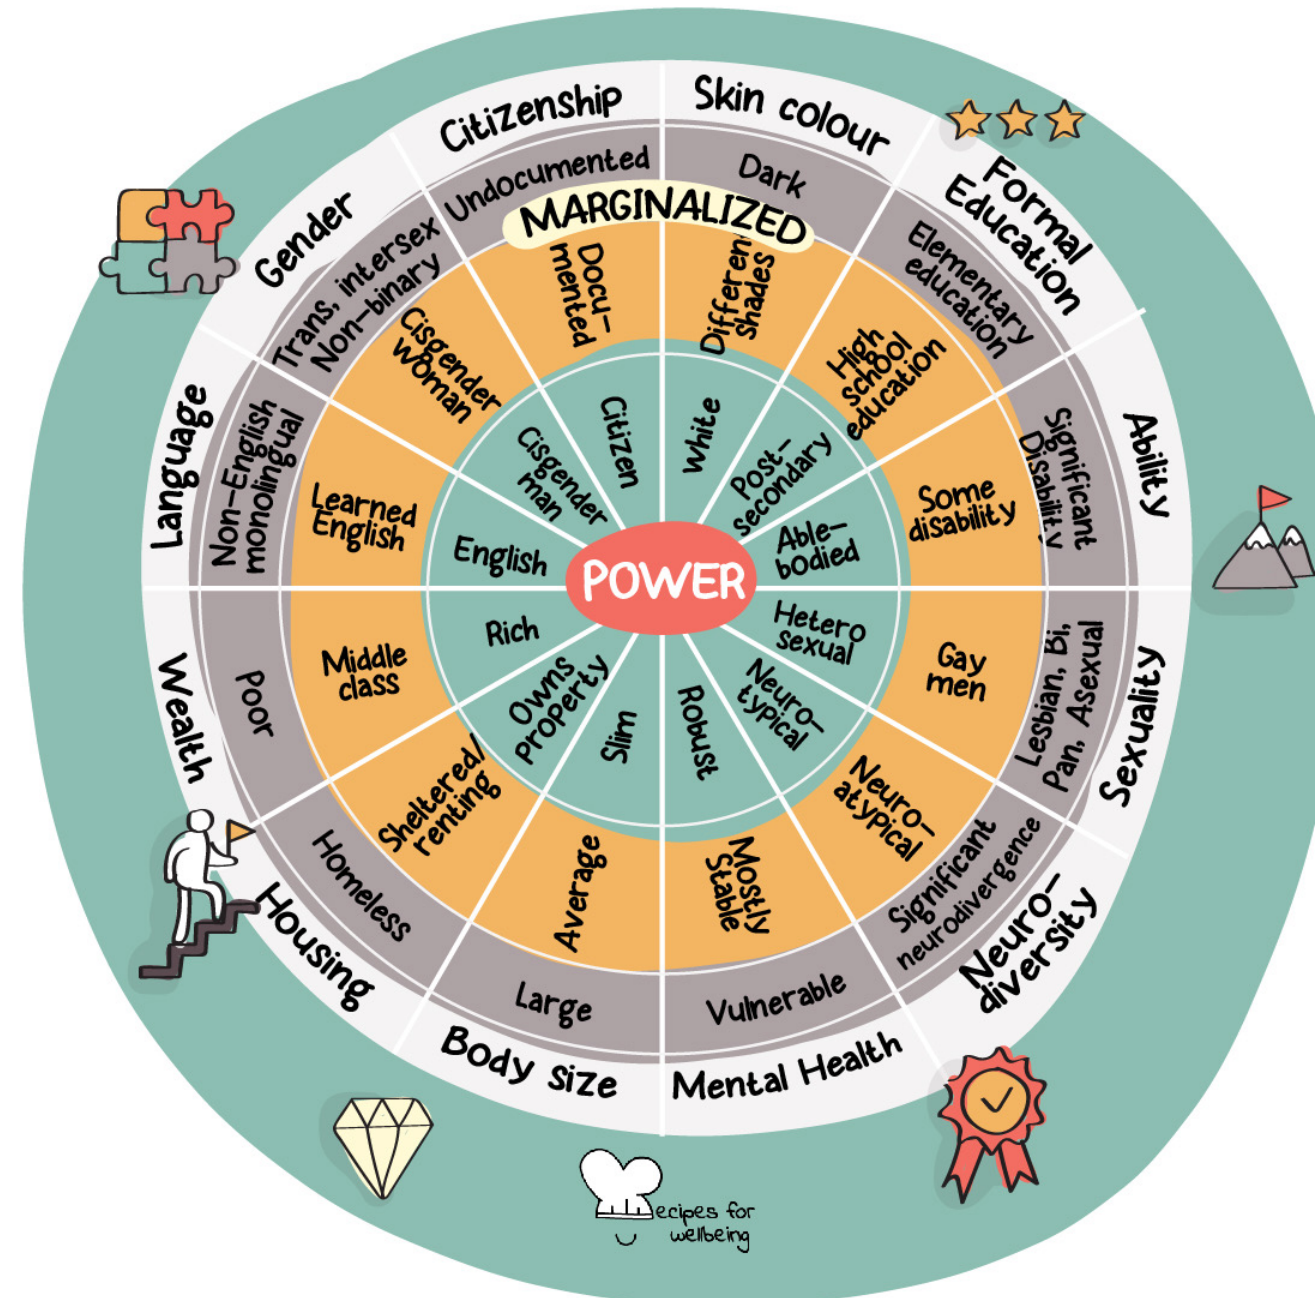 Citizenship
Undocumented
Docu-
mented
Citizen
Skin colour
Dark
Different
shades
White
Formal
Education
Elementary
education
High
school
education
Post-
secondary
Ability
Significant
Disability
Some
disability
Able-
bodied
Sexuality
Lesbian, Bi,
Pan, Asexual
Gay
men
Hetero
sexual
Neuro-
diversity
Significant
neurodivergence
Neuro-
atypical
Neuro-
typical
Mental Health
Vulnerable
Mostly
Stable
Robust
Body size
Large
Average
Slim
Housing
Homeless
Sheltered/
renting
Owns
property
Wealth
Poor
Middle
class
Rich
Language
Non-English
monolingual
Learned
English
English
Gender
Trans, intersex
Non-binary
Cisgender
woman
Cisgender
man
MARGINALIZED
POWER
ecipes for
wellbeing